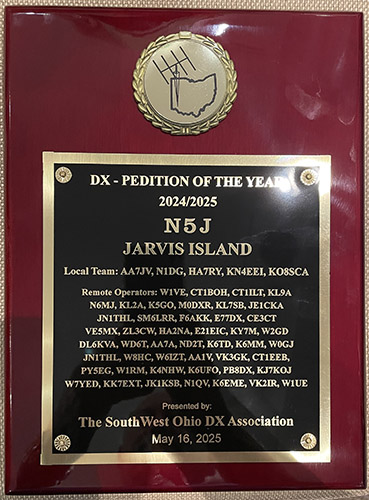 DX - PEDITION OF THE YEAR
2024/2025
N5J
JARVIS ISLAND
Local Team: AA7JV, N1DG, HA7RY, KN4EEI, KO8SCA
Remote Operators: W1VE, CT1BOH, CT1ILT, KL9A
N6MJ, KL2A, K5GO, M0DXR, KL7SB, JE1CKA
JN1THL, SM6LRR, F6AKK, E77DX, CE3CT
VE5MX, ZL3CW, HA2NA, E21EIC, KY7M, W2GD
DL6KVA, WD6T, AA7A, ND2T, K6TD, K6MM, W0GJ
JN1THL, W8HC, W6IZT, AA1V, VK3GK, CT1EEB,
PY5EG, W1RM, K4NHW, K6UFO, PB8DX, KJ7KOJ
W7YED, KK7EXT, JK1KSB, N1QV, K6EME, VK2IR, W1UE
Presented by:
The SouthWest Ohio DX Association
May 16, 2025